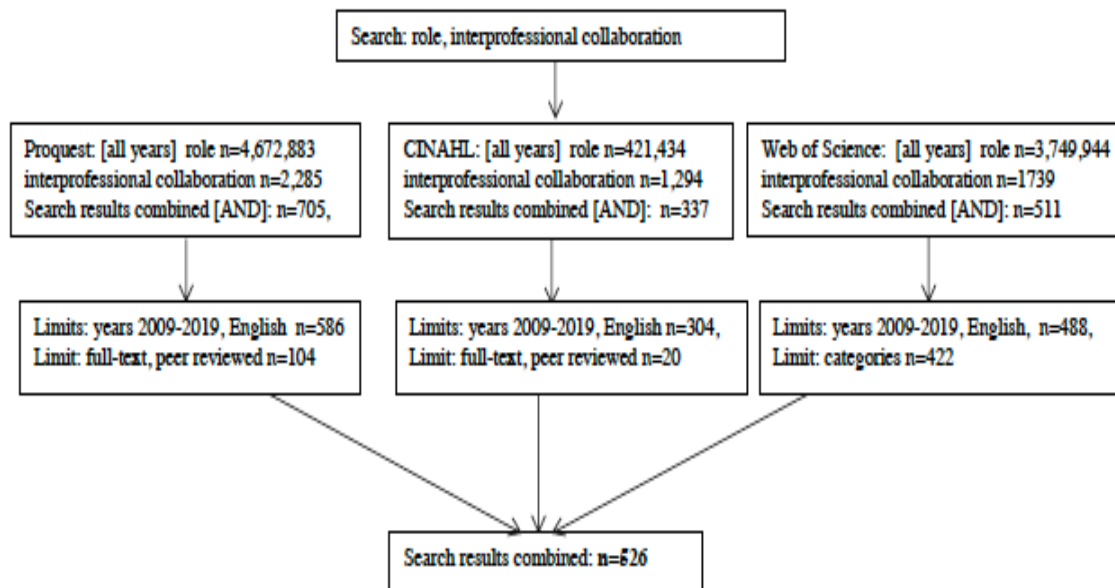 Search: role, interprofessional collaboration
Proquest: [all years] role n=4,672,883
interprofessional collaboration n=2,285
Search results combined [AND]: n=705,
CINAHL: [all years] role n=421,434
interprofessional collaboration n=1,294
Search results combined [AND]: n=337
Web of Science: [all years] role n=3,749,944
interprofessional collaboration n=1739
Search results combined [AND]: n=511
Limits: years 2009-2019, English n=586
Limit: full-text, peer reviewed n=104
Limits: years 2009-2019, English n=304,
Limit: full-text, peer reviewed n=20
Limits: years 2009-2019, English, n=488,
Limit: categories n=422
Search results combined: n=526